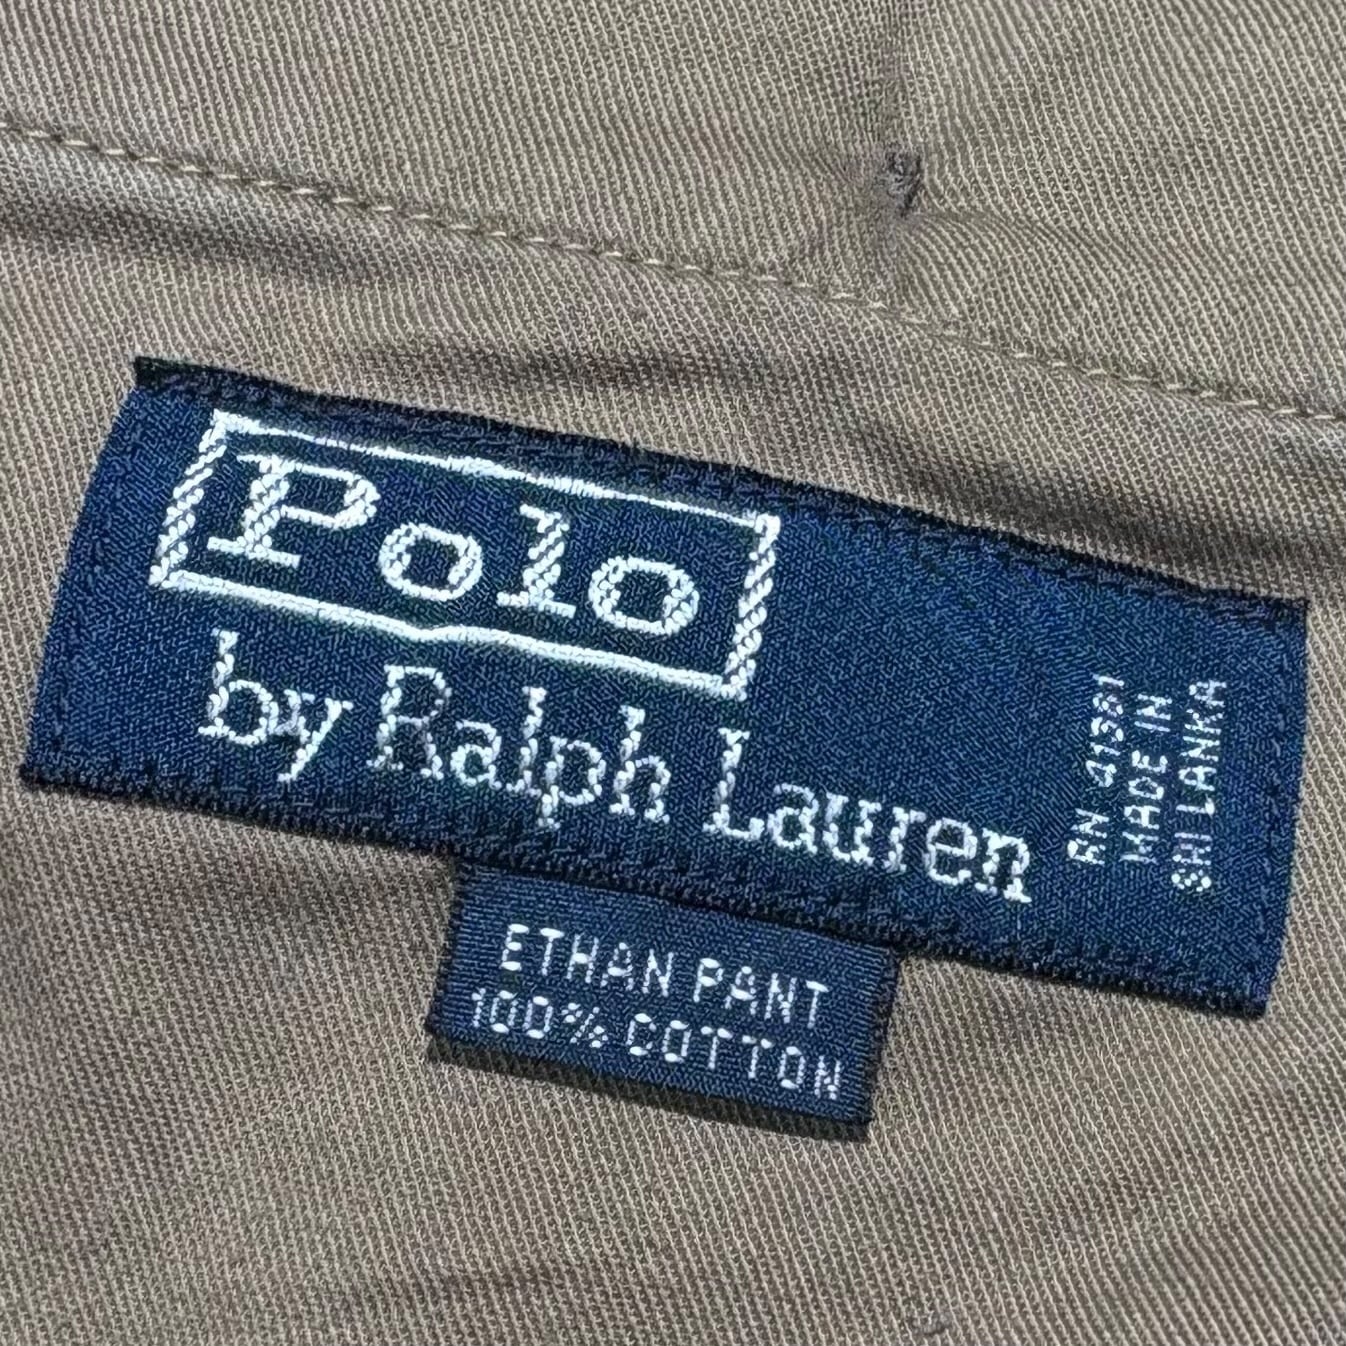 Polo
by Ralph Lauren
RN 41381
MADE IN
SRI LANKA
ETHAN PANT
100% COTTON